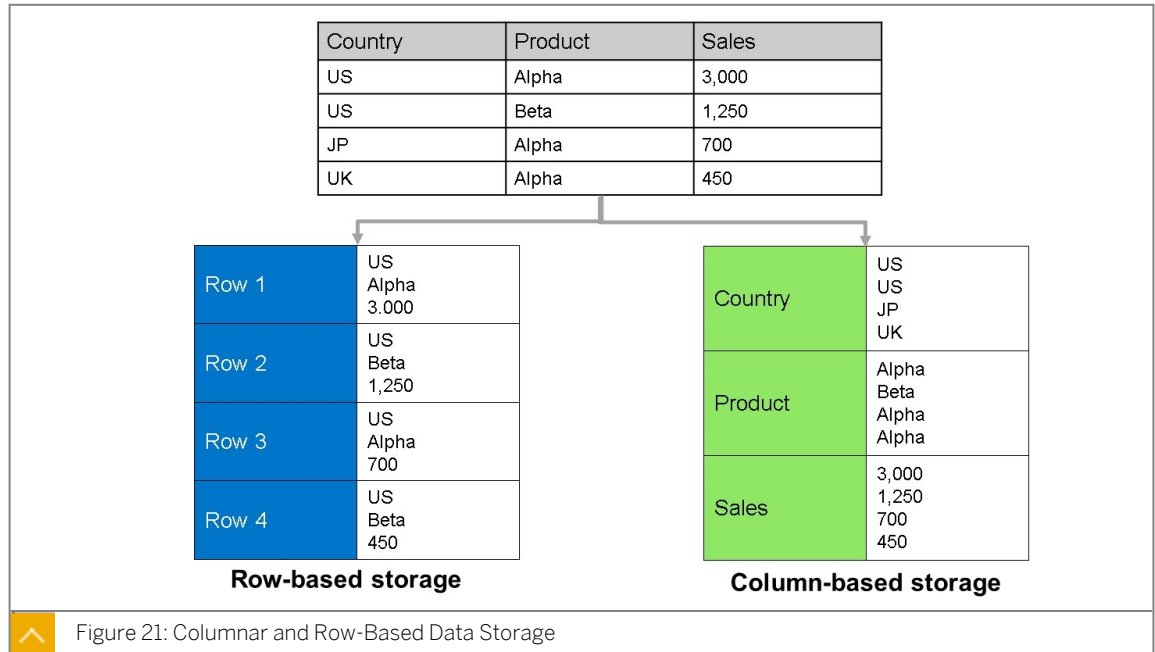 Country Product Sales
US Alpha 3,000
US Beta 1,250
JP Alpha 700
UK Alpha 450
Row 1
US
Alpha
3.000
Row 2
US
Beta
1,250
Row 3
US
Alpha
700
Row 4
US
Beta
450
Row-based storage
Country
US
US
JP
UK
Product
Alpha
Beta
Alpha
Alpha
Sales
3,000
1,250
700
450
Column-based storage
Figure 21: Columnar and Row-Based Data Storage